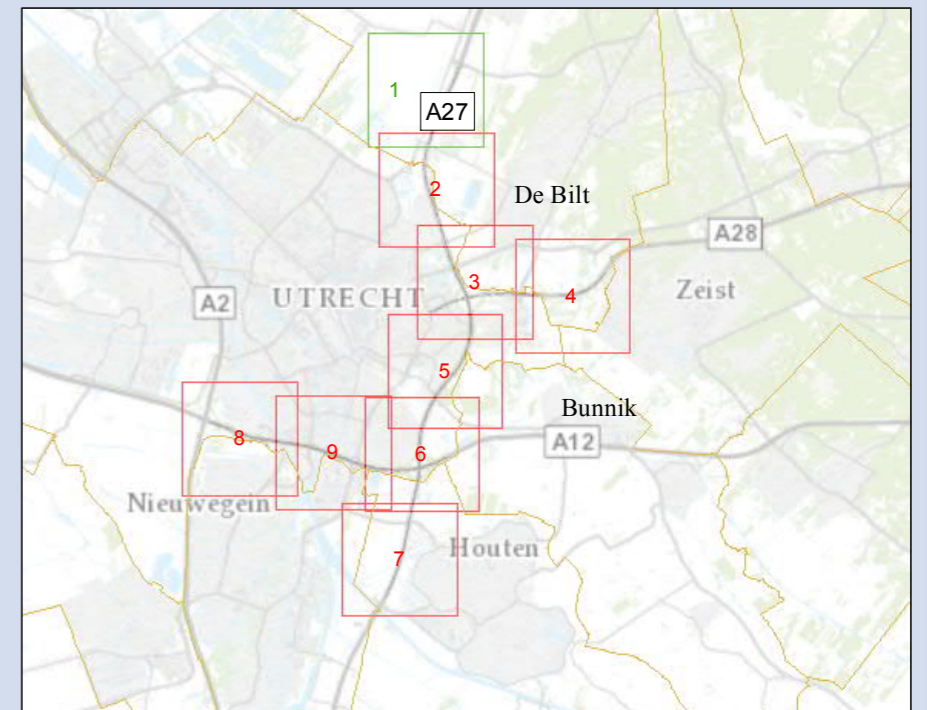 1
A27
2
De Bilt
A28
3
4
Zeist
A2
UTRECHT
5
Bunnik
8
9
6
A12
Nieuwegein
7
Houten